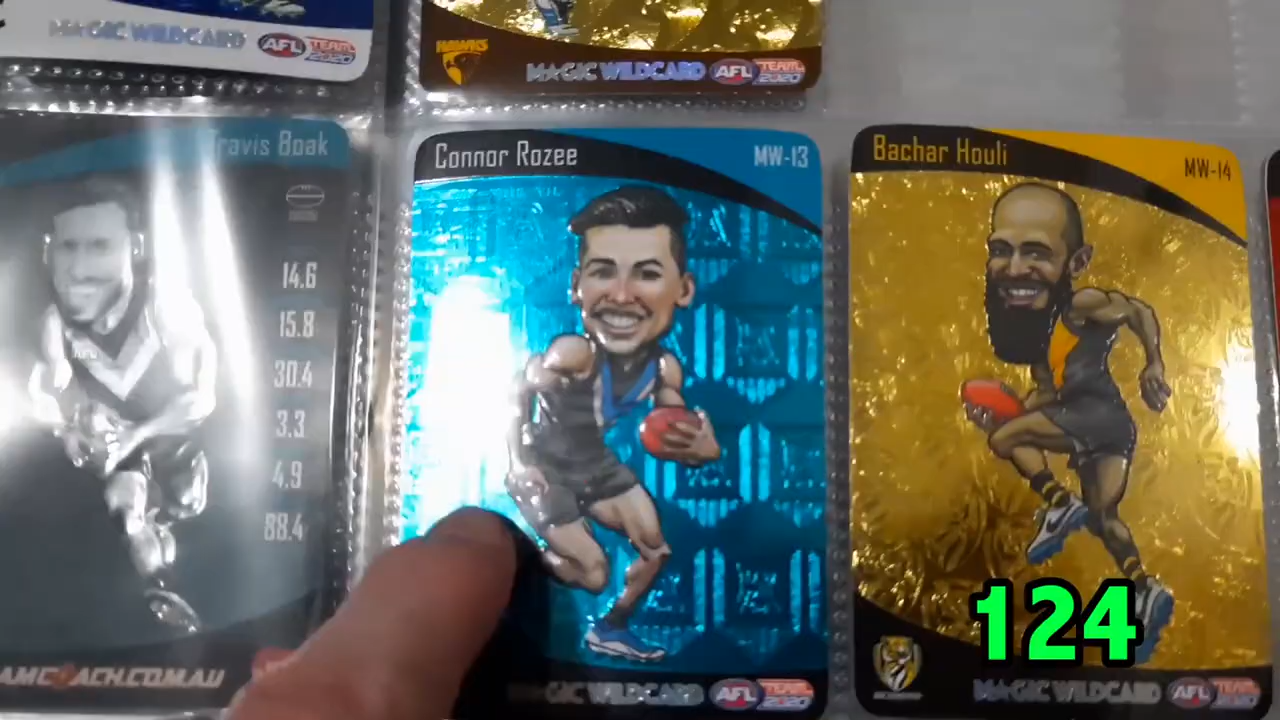 MAGIC WILDCARD AFL TEAM 2020
HAWKS
MAGIC WILDCARD AFL TEAM 2020
Travis Boak
14.6
15.8
30.4
3.3
4.9
88.4
AMCOACH.COM.AU
Connor Rozee
MW-13
MAGIC WILDCARD AFL TEAM 2020
Bachar Houli
MW-14
MAGIC WILDCARD AFL TEAM 2020
124